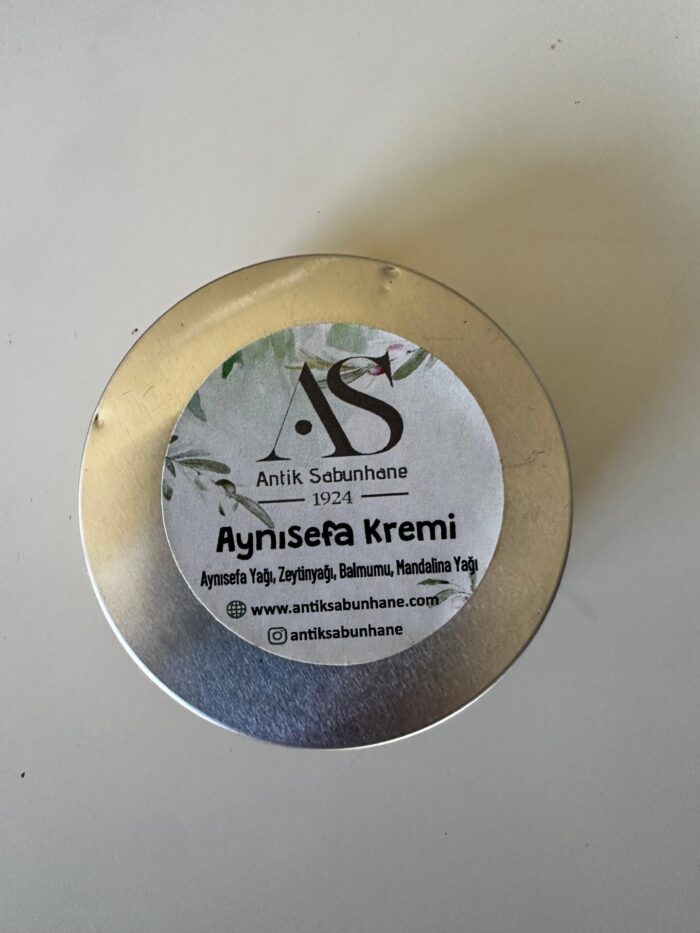 AS
Antik Sabunhane
1924
Aynısefa Kremi
Aynısefa Yağı, Zeytinyağı, Balmumu, Mandalina Yağı
www.antiksabunhane.com
antiksabunhane